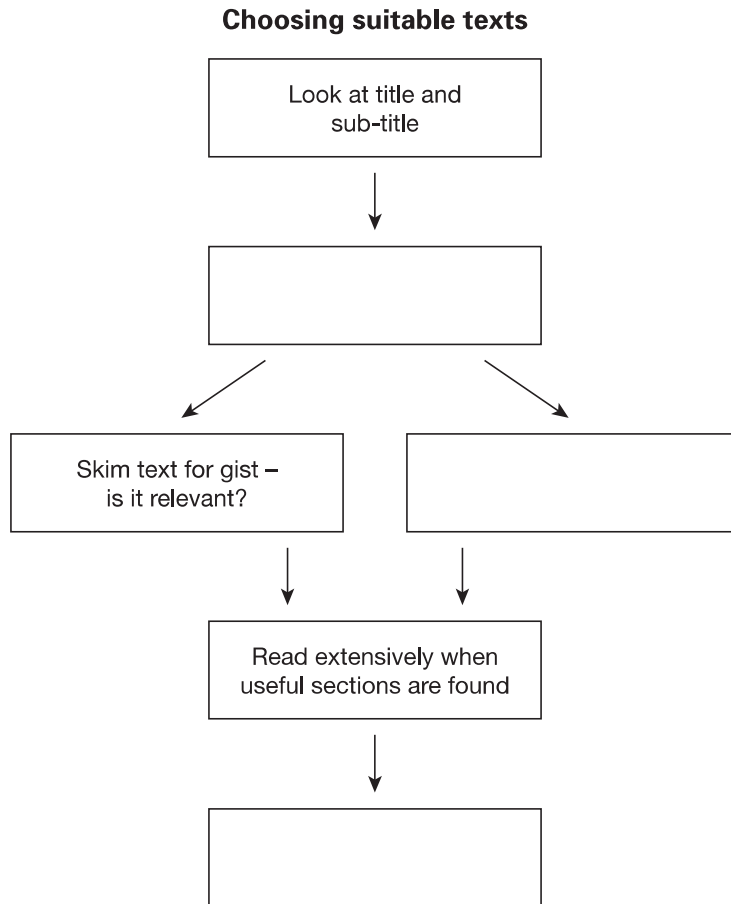 Choosing suitable texts
Look at title and
sub-title
Skim text for gist –
is it relevant?
Read extensively when
useful sections are found